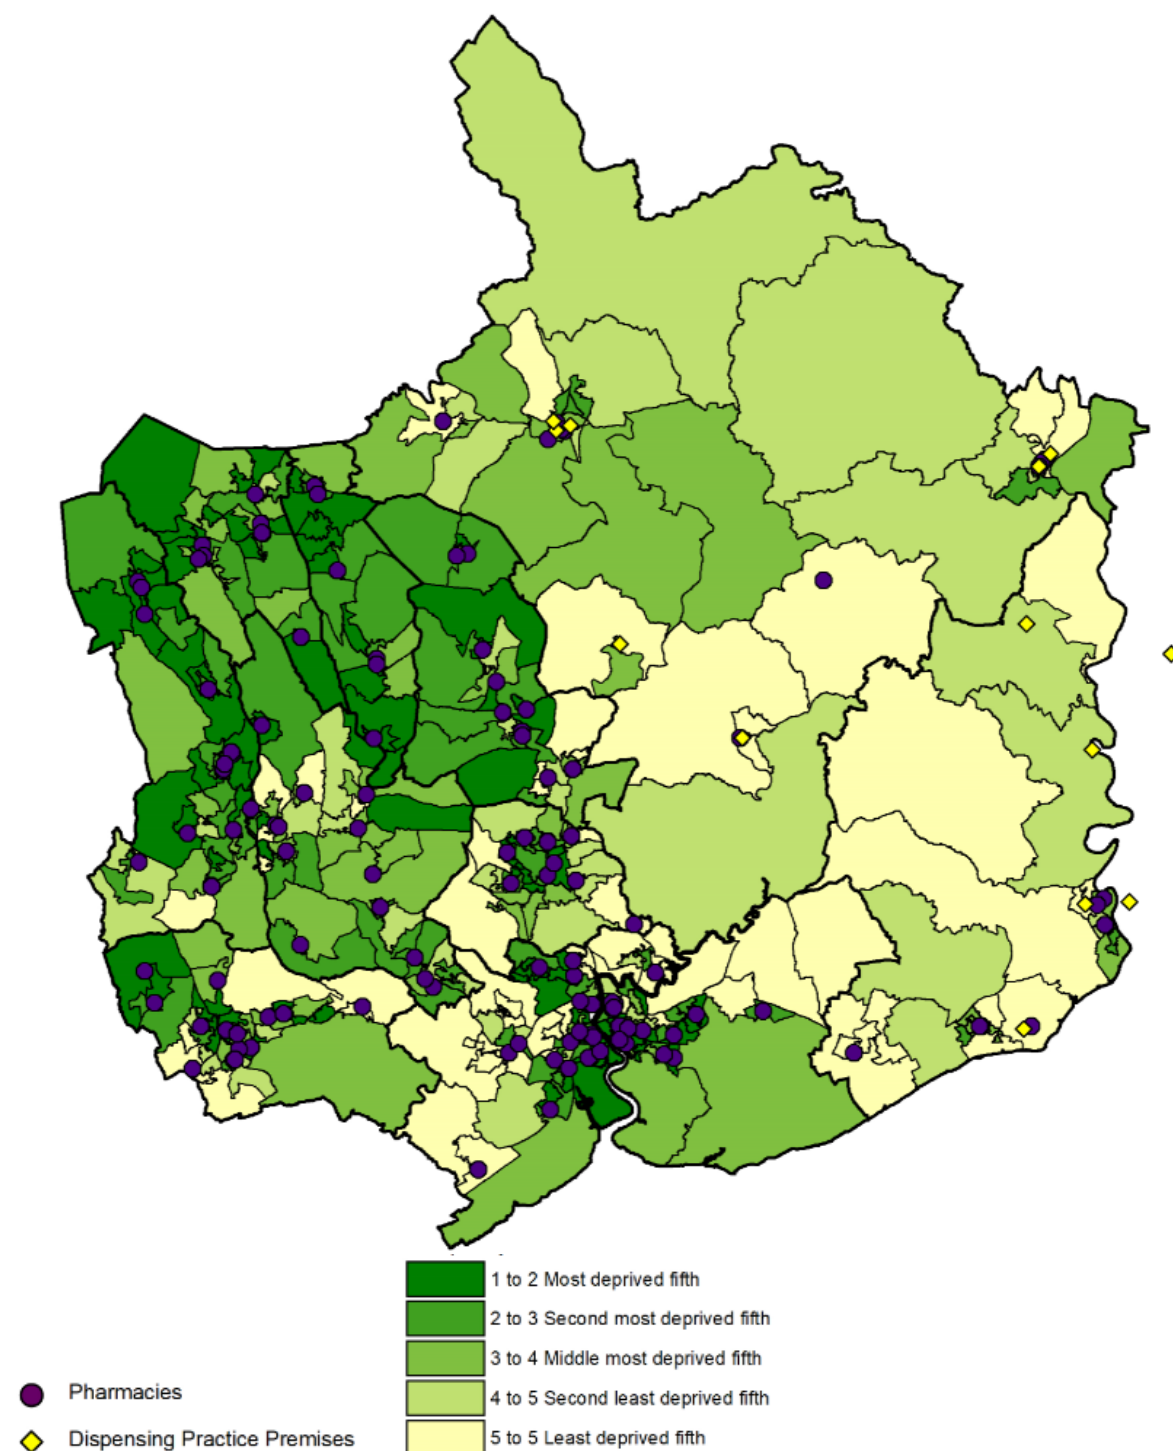 1 to 2 Most deprived fifth
2 to 3 Second most deprived fifth
3 to 4 Middle most deprived fifth
4 to 5 Second least deprived fifth
5 to 5 Least deprived fifth
Pharmacies
Dispensing Practice Premises